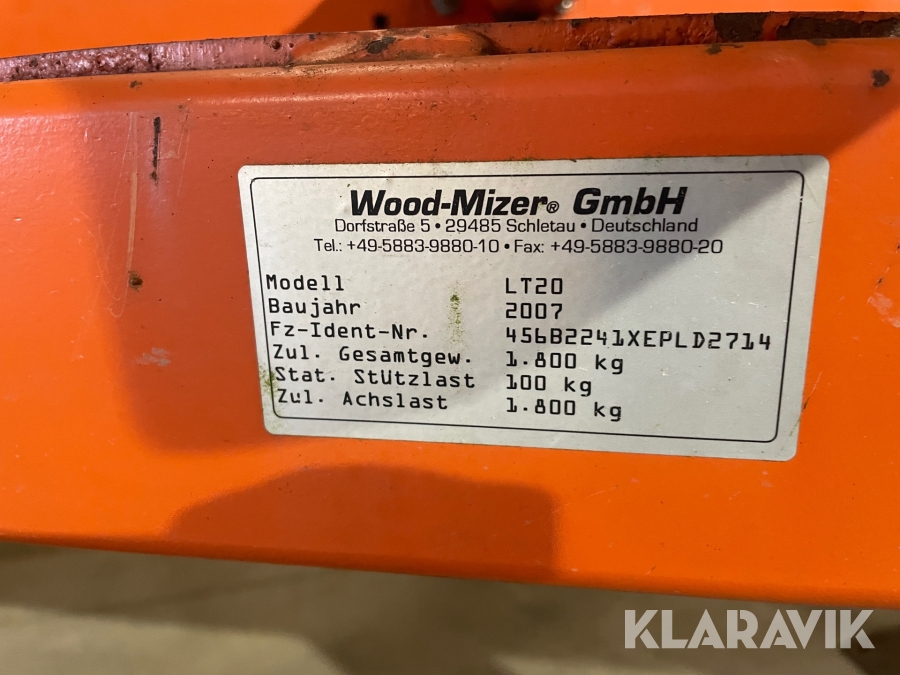 Wood-Mizer® GmbH
Dorfstraße 5 • 29485 Schletau • Deutschland
Tel.: +49-5883-9880-10 • Fax: +49-5883-9880-20
Modell LT20
Baujahr 2007
Fz-Ident-Nr. 456B2241XEPLD2714
Zul. Gesamtgew. 1.800 kg
Stat. Stützlast 100 kg
Zul. Achslast 1.800 kg
KLARAVIK